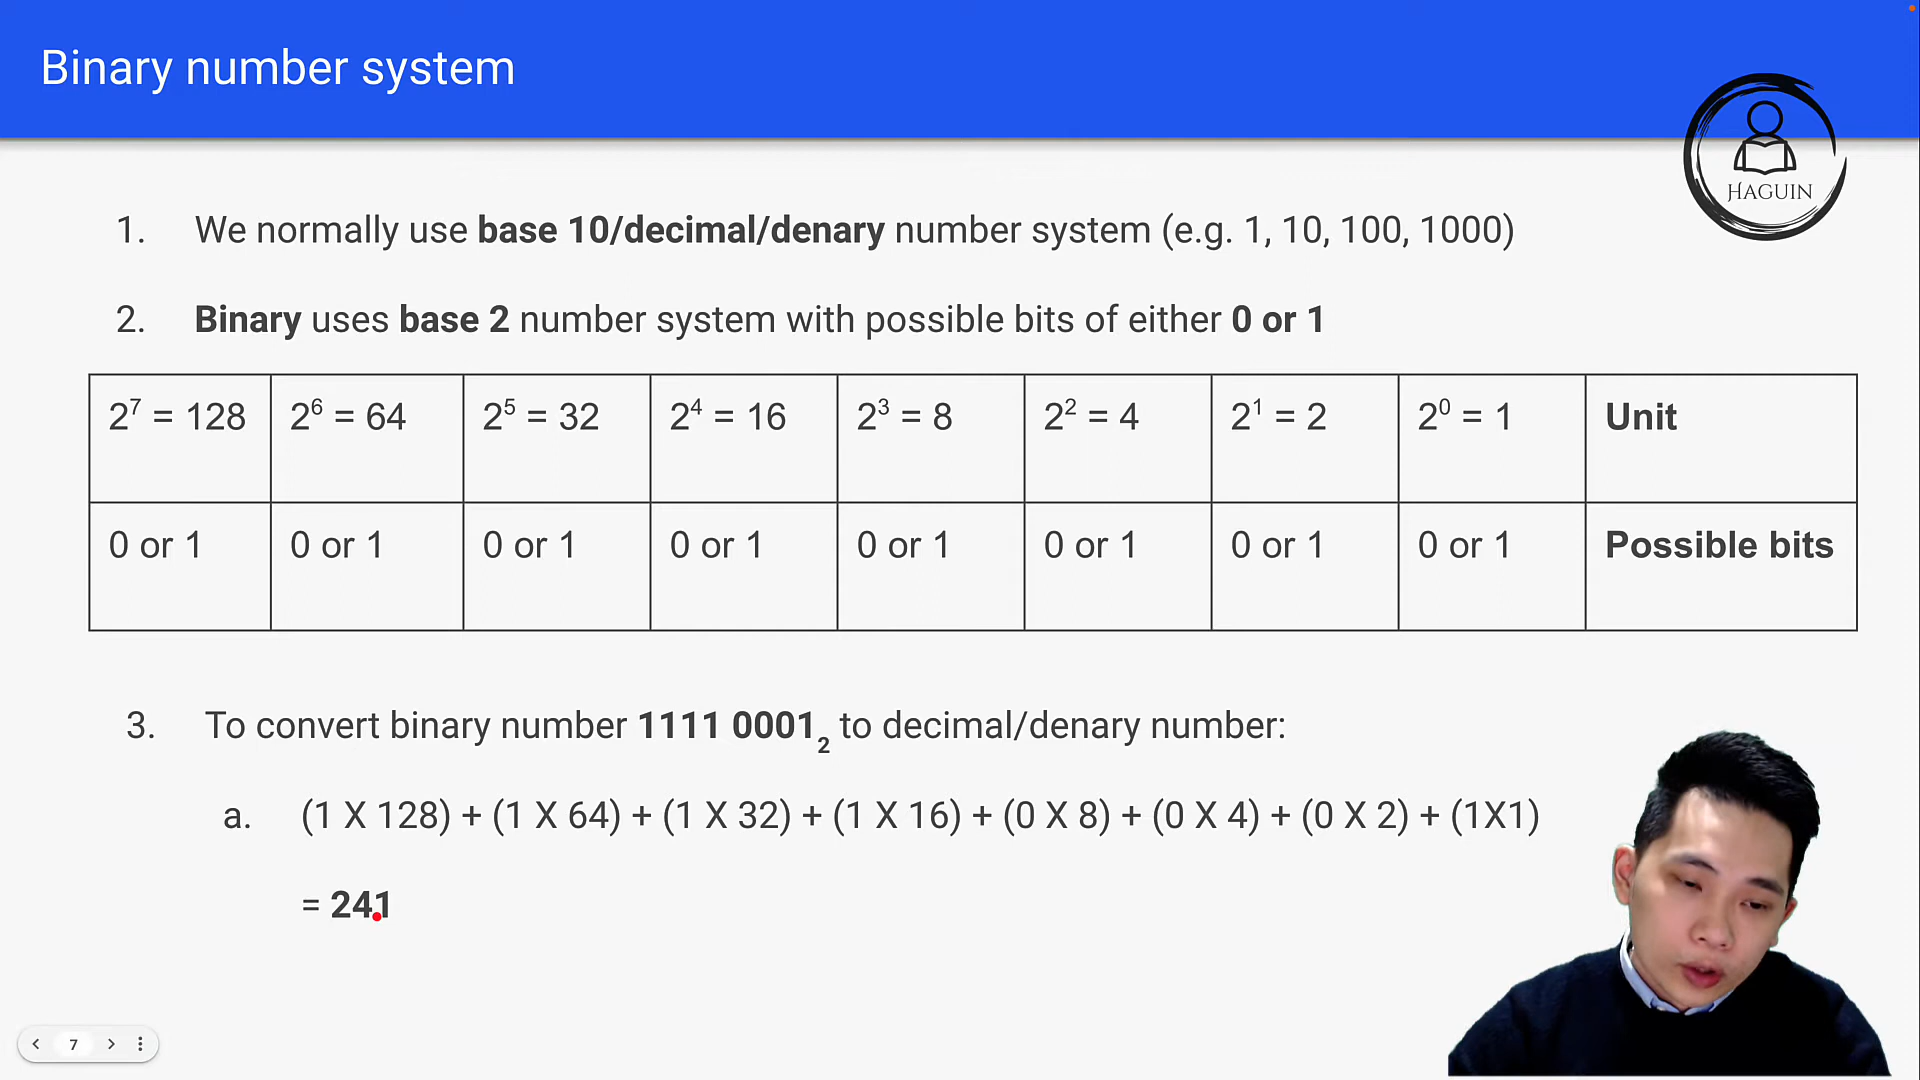 Binary number system
HAGUIN
1. We normally use base 10/decimal/denary number system (e.g. 1, 10, 100, 1000)
2. Binary uses base 2 number system with possible bits of either 0 or 1
2⁷ = 128 2⁶ = 64 2⁵ = 32 2⁴ = 16 2³ = 8 2² = 4 2¹ = 2 2⁰ = 1 Unit
0 or 1 0 or 1 0 or 1 0 or 1 0 or 1 0 or 1 0 or 1 0 or 1 Possible bits
3. To convert binary number 1111 0001₂ to decimal/denary number:
a. (1 X 128) + (1 X 64) + (1 X 32) + (1 X 16) + (0 X 8) + (0 X 4) + (0 X 2) + (1X1)
= 241
7